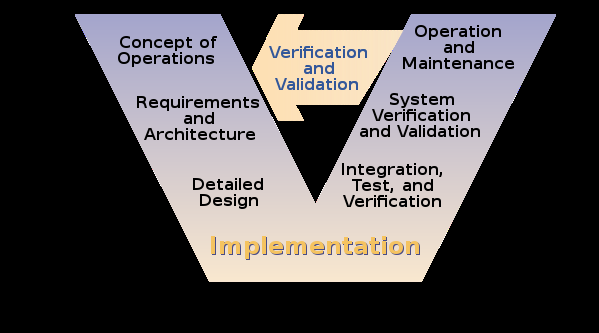 Concept of
Operations
Requirements
and
Architecture
Detailed
Design
Verification
and
Validation
Operation
and
Maintenance
System
Verification
and Validation
Integration,
Test, and
Verification
Implementation